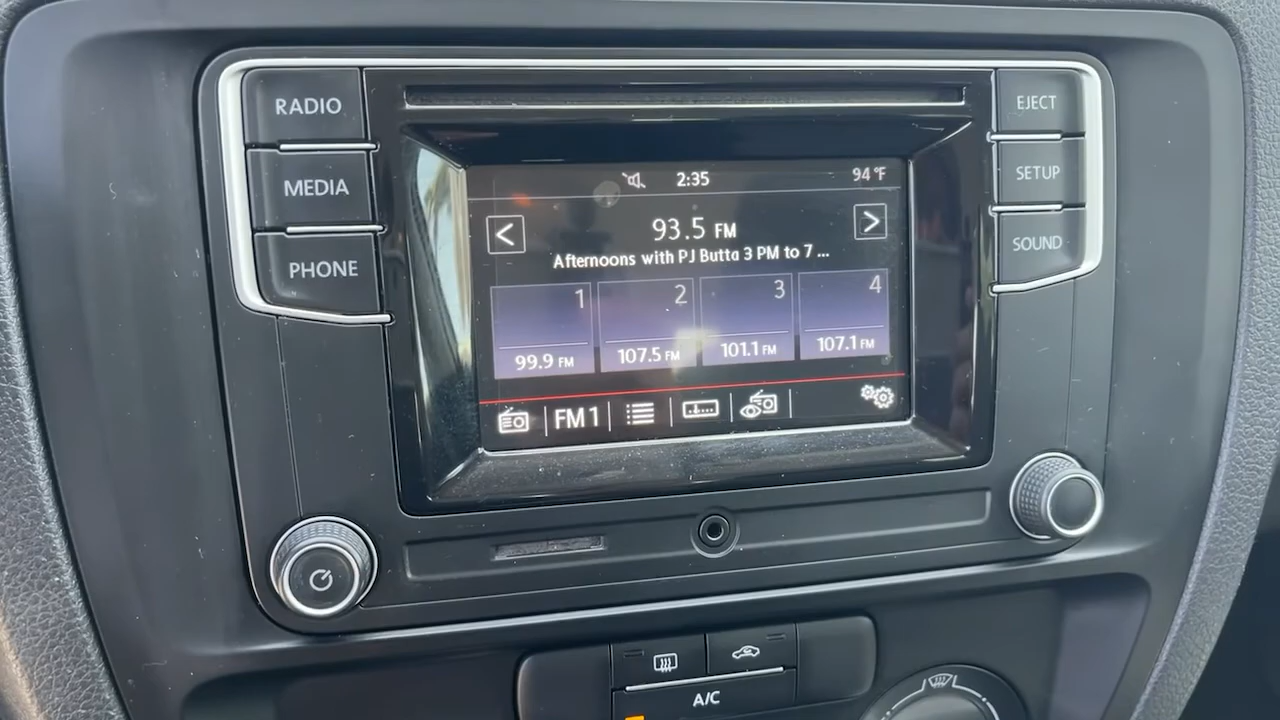 RADIO
MEDIA
PHONE
EJECT
SETUP
SOUND
2:35
94 °F
<
93.5 FM
>
Afternoons with PJ Butta 3 PM to 7 ...
1
2
3
4
99.9 FM
107.5 FM
101.1 FM
107.1 FM
FM 1
A/C